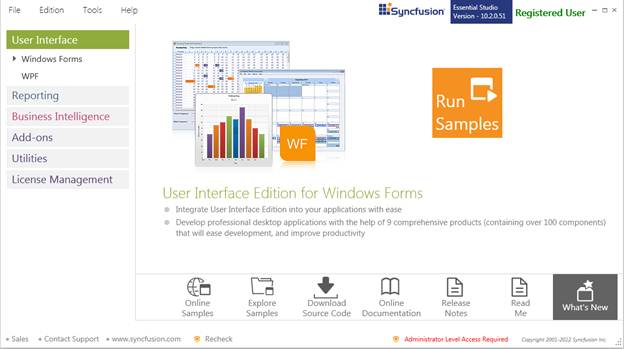 File Edition Tools Help
Syncfusion
Essential Studio
Version - 10.2.0.51
Registered User
User Interface
Windows Forms
WPF
Reporting
Business Intelligence
Add-ons
Utilities
License Management
WF
Run
Samples
User Interface Edition for Windows Forms
Integrate User Interface Edition into your applications with ease
Develop professional desktop applications with the help of 9 comprehensive products (containing over 100 components)
that will ease development, and improve productivity
Online
Samples
Explore
Samples
Download
Source Code
Online
Documentation
Release
Notes
Read
Me
What's New
Sales Contact Support www.syncfusion.com Recheck Administrator Level Access Required Copyright 2001-2022 Syncfusion Inc.